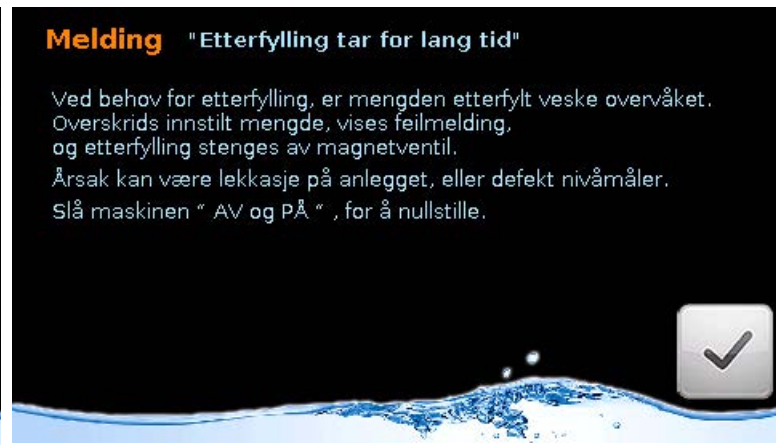 Melding "Etterfylling tar for lang tid"
Ved behov for etterfylling, er mengden etterfylt veske overvåket.
Overskrids innstilt mengde, vises feilmelding,
og etterfylling stenges av magnetventil.
Årsak kan være lekkasje på anlegget, eller defekt nivåmåler.
Slå maskinen “ AV og PÅ “ , for å nullstille.